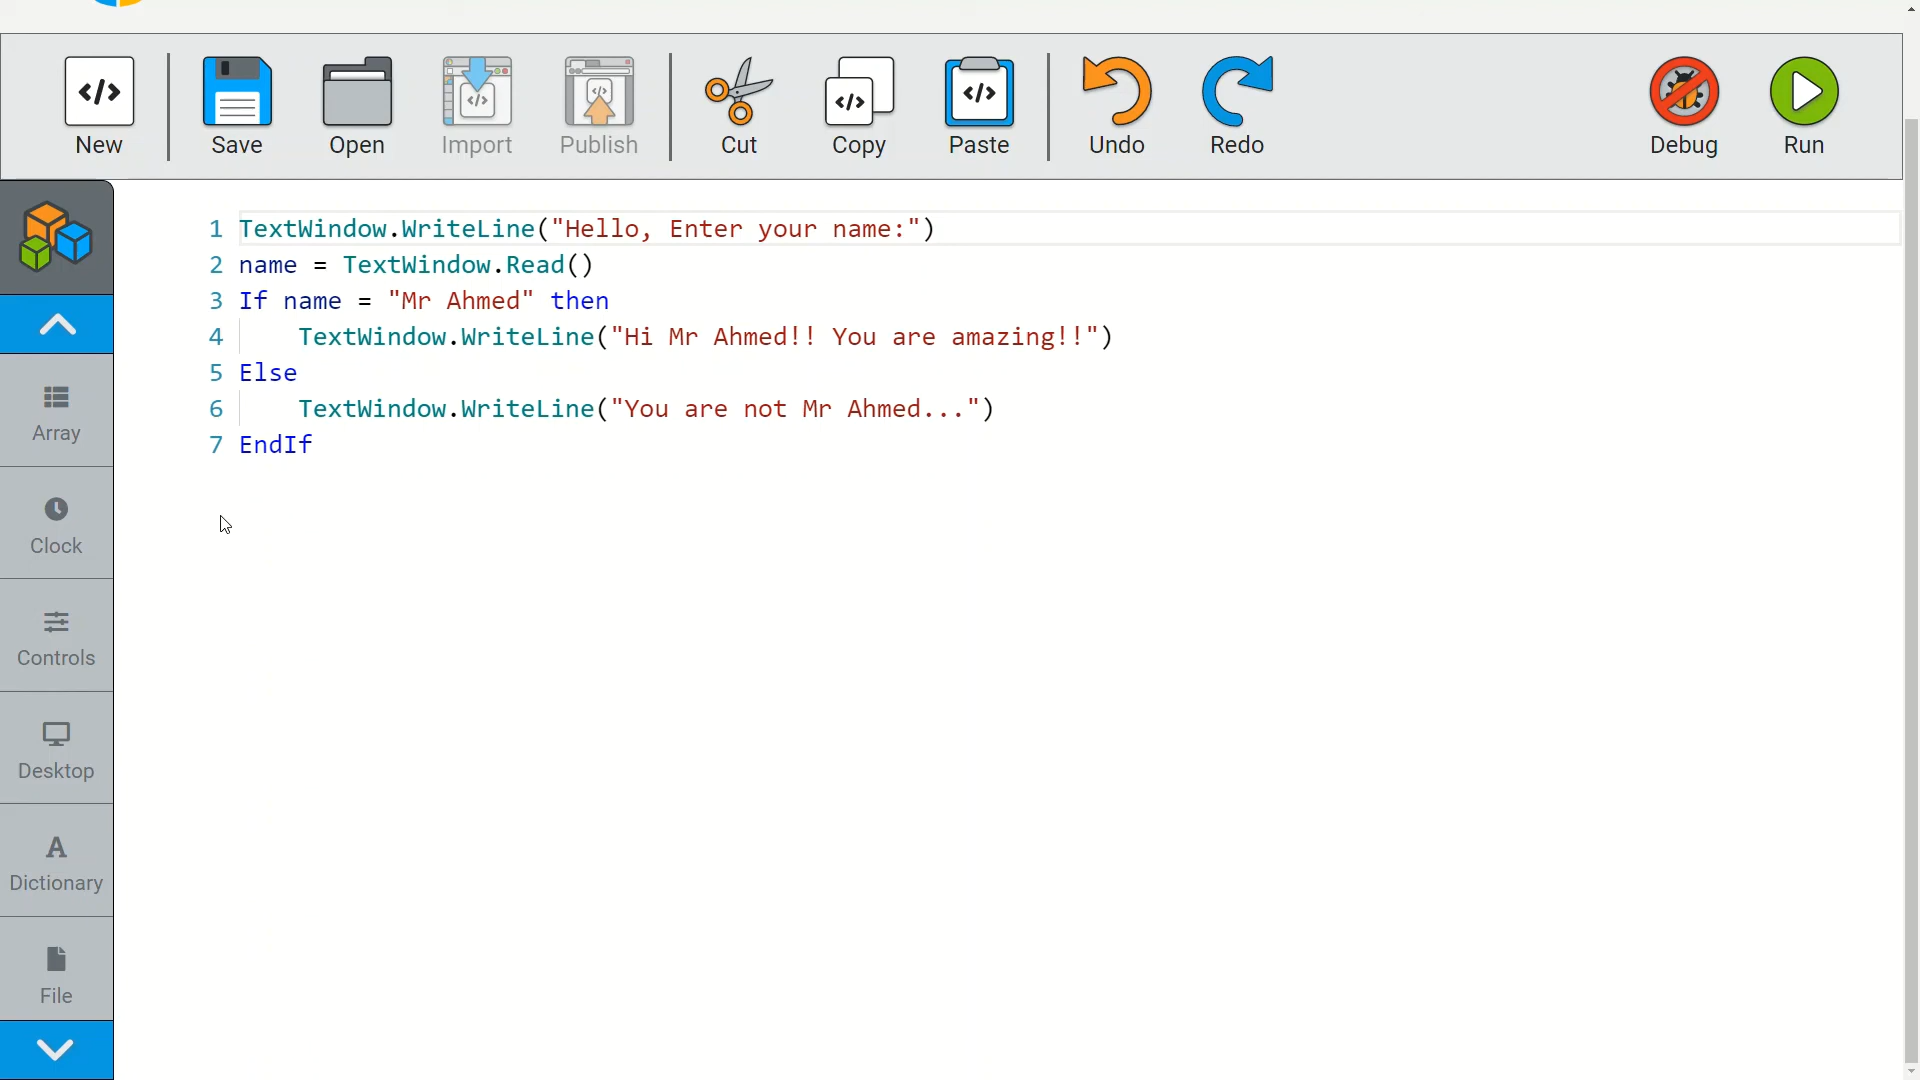 New
Save
Open
Import
Publish
Cut
Copy
Paste
Undo
Redo
Debug
Run
1 TextWindow.WriteLine("Hello, Enter your name:")
2 name = TextWindow.Read()
3 If name = "Mr Ahmed" then
4 TextWindow.WriteLine("Hi Mr Ahmed!! You are amazing!!")
5 Else
6 TextWindow.WriteLine("You are not Mr Ahmed...")
7 EndIf
Array
Clock
Controls
Desktop
Dictionary
File